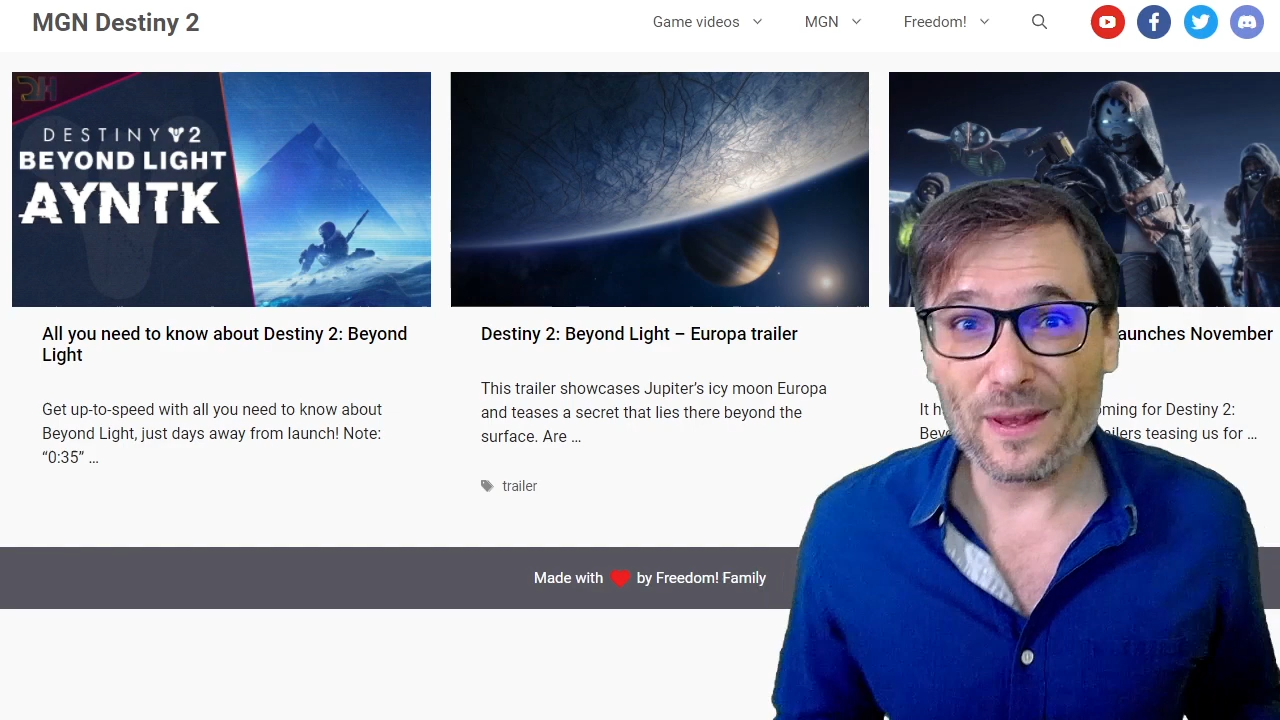 MGN Destiny 2
Game videos
MGN
Freedom!
DESTINY 2
BEYOND LIGHT
AYNTK
All you need to know about Destiny 2: Beyond
Light
Get up-to-speed with all you need to know about
Beyond Light, just days away from launch! Note:
“0:35” ...
Destiny 2: Beyond Light – Europa trailer
This trailer showcases Jupiter's icy moon Europa
and teases a secret that lies there beyond the
surface. Are ...
trailer
launches November
It
for Destiny 2:
teasing us for ...
Made with by Freedom! Family